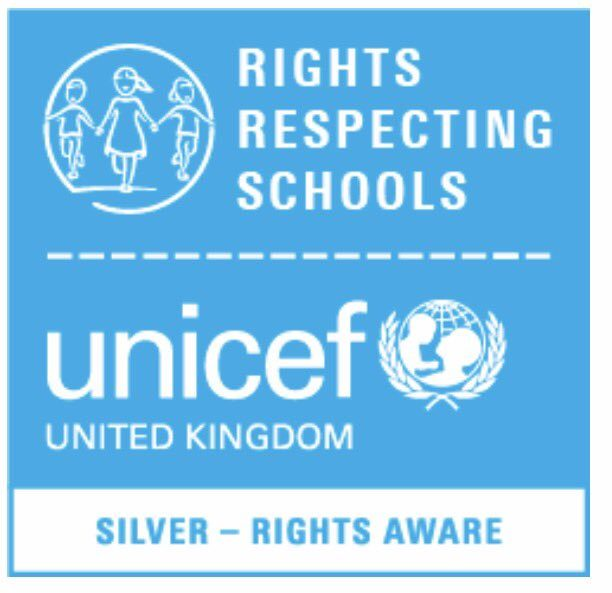 RIGHTS
RESPECTING
SCHOOLS
unicef
UNITED KINGDOM
SILVER – RIGHTS AWARE